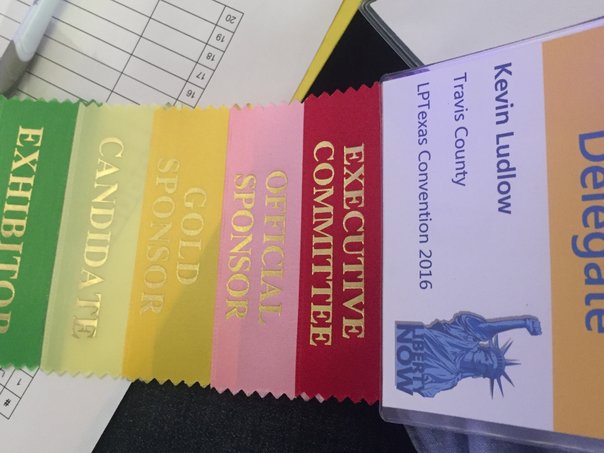 Delegate
Kevin Ludlow
Travis County
LPTexas Convention 2016
LIBERTY
NOW
EXECUTIVE
COMMITTEE
OFFICIAL
SPONSOR
GOLD
SPONSOR
CANDIDATE
EXHIBITOR
20
19
18
17
16
1
#